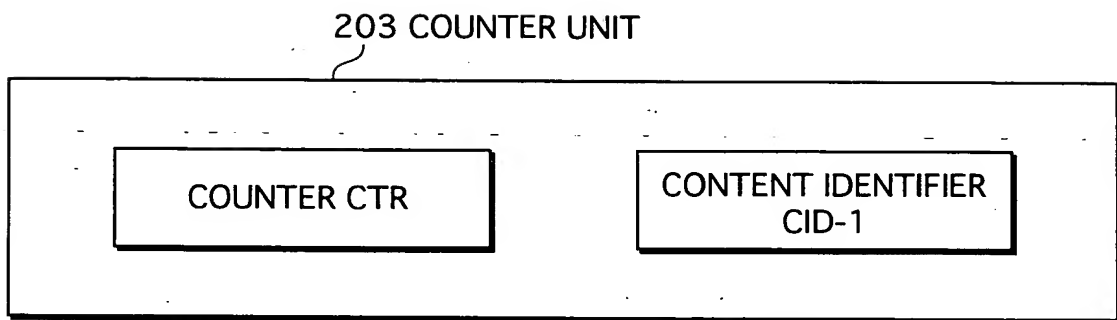 203 COUNTER UNIT
COUNTER CTR
CONTENT IDENTIFIER
CID-1